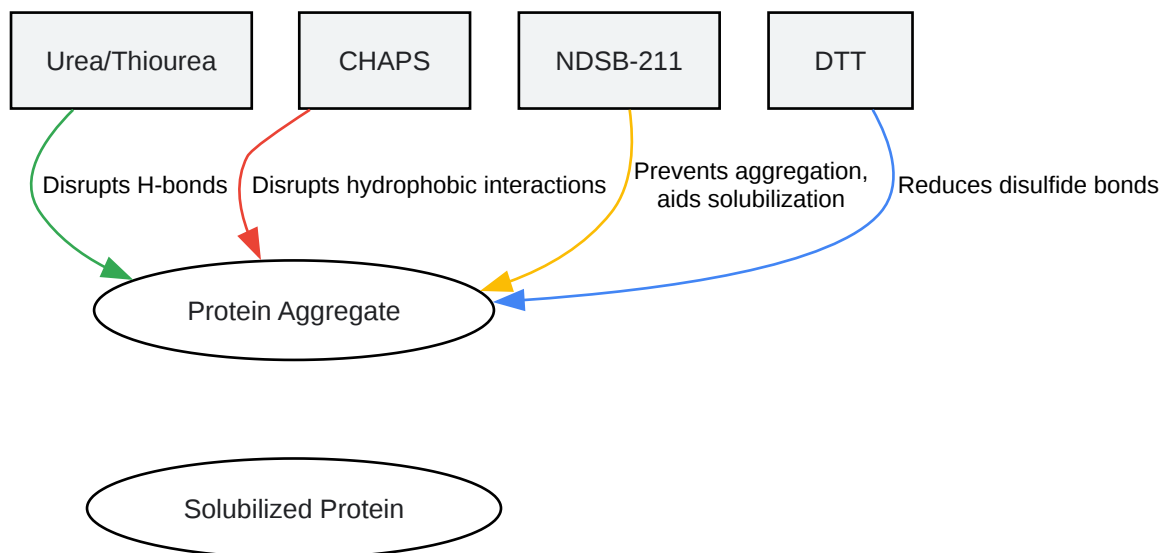 Urea/Thiourea
CHAPS
NDSB-211
DTT
Disrupts H-bonds
Disrupts hydrophobic interactions
Prevents aggregation,
aids solubilization
Reduces disulfide bonds
Protein Aggregate
Solubilized Protein